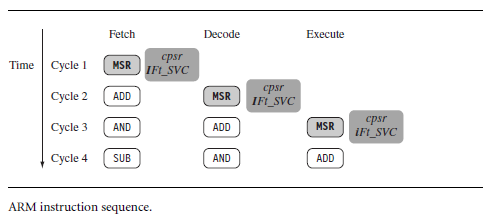 Fetch Decode Execute
Time Cycle 1 MSR cpsr IFt_SVC
Cycle 2 ADD MSR cpsr IFt_SVC
Cycle 3 AND ADD MSR cpsr iFt_SVC
Cycle 4 SUB AND ADD
ARM instruction sequence.